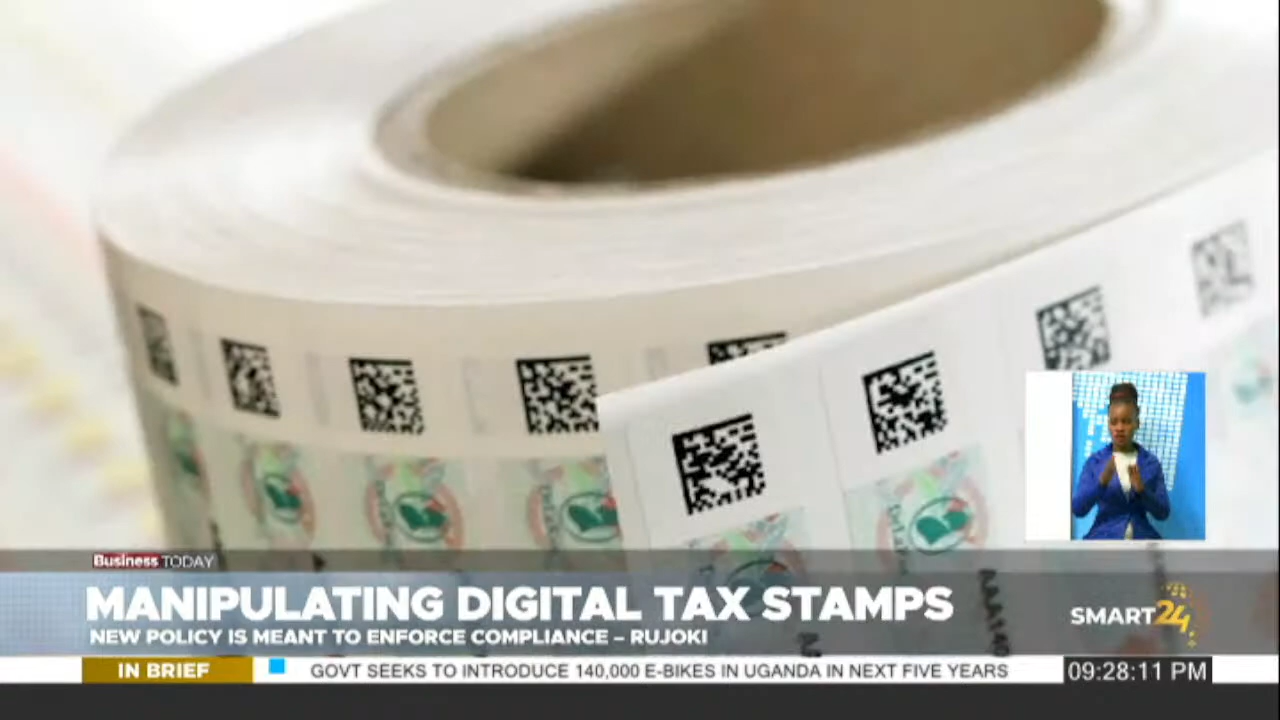 Business TODAY
MANIPULATING DIGITAL TAX STAMPS
NEW POLICY IS MEANT TO ENFORCE COMPLIANCE – RUJOKI
SMART24
IN BRIEF
GOVT SEEKS TO INTRODUCE 140,000 E-BIKES IN UGANDA IN NEXT FIVE YEARS
09:28:11 PM